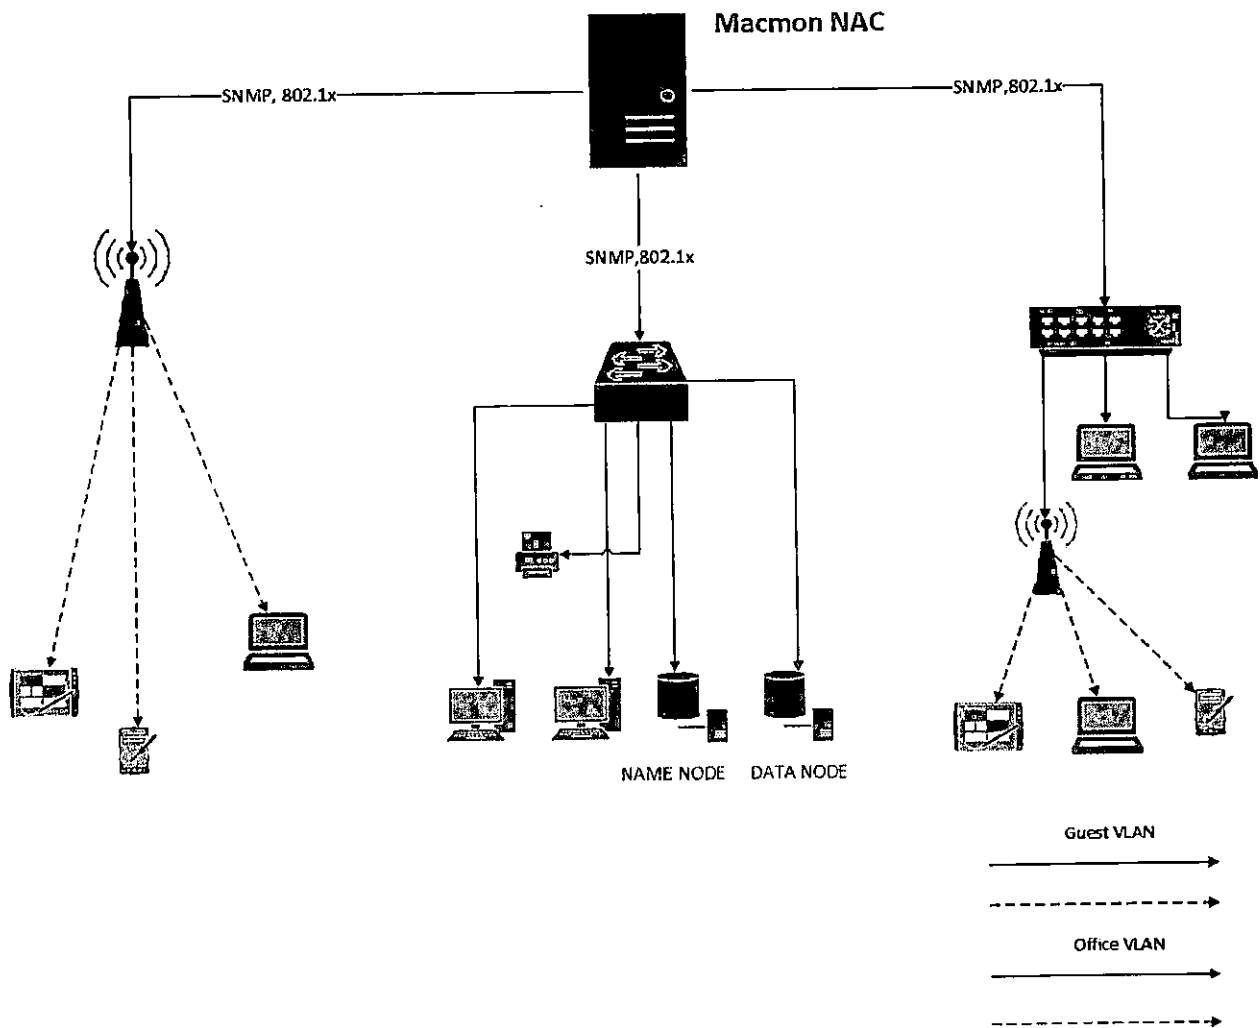 Macmon NAC
SNMP, 802.1x
SNMP,802.1x
SNMP,802.1x
NAME NODE
DATA NODE
Guest VLAN
Office VLAN